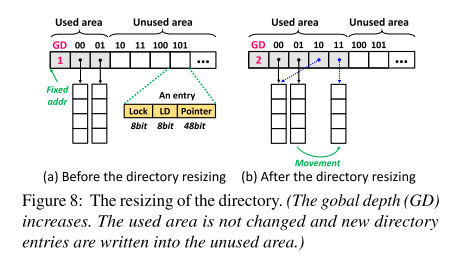 Used area Unused area
GD 00 01 10 11 100 101
1 ...
Fixed addr
An entry
Lock LD Pointer
8bit 8bit 48bit
(a) Before the directory resizing
Used area Unused area
GD 00 01 10 11 100 101
2 ...
Movement
(b) After the directory resizing
Figure 8: The resizing of the directory. (The gobal depth (GD)
increases. The used area is not changed and new directory
entries are written into the unused area.)